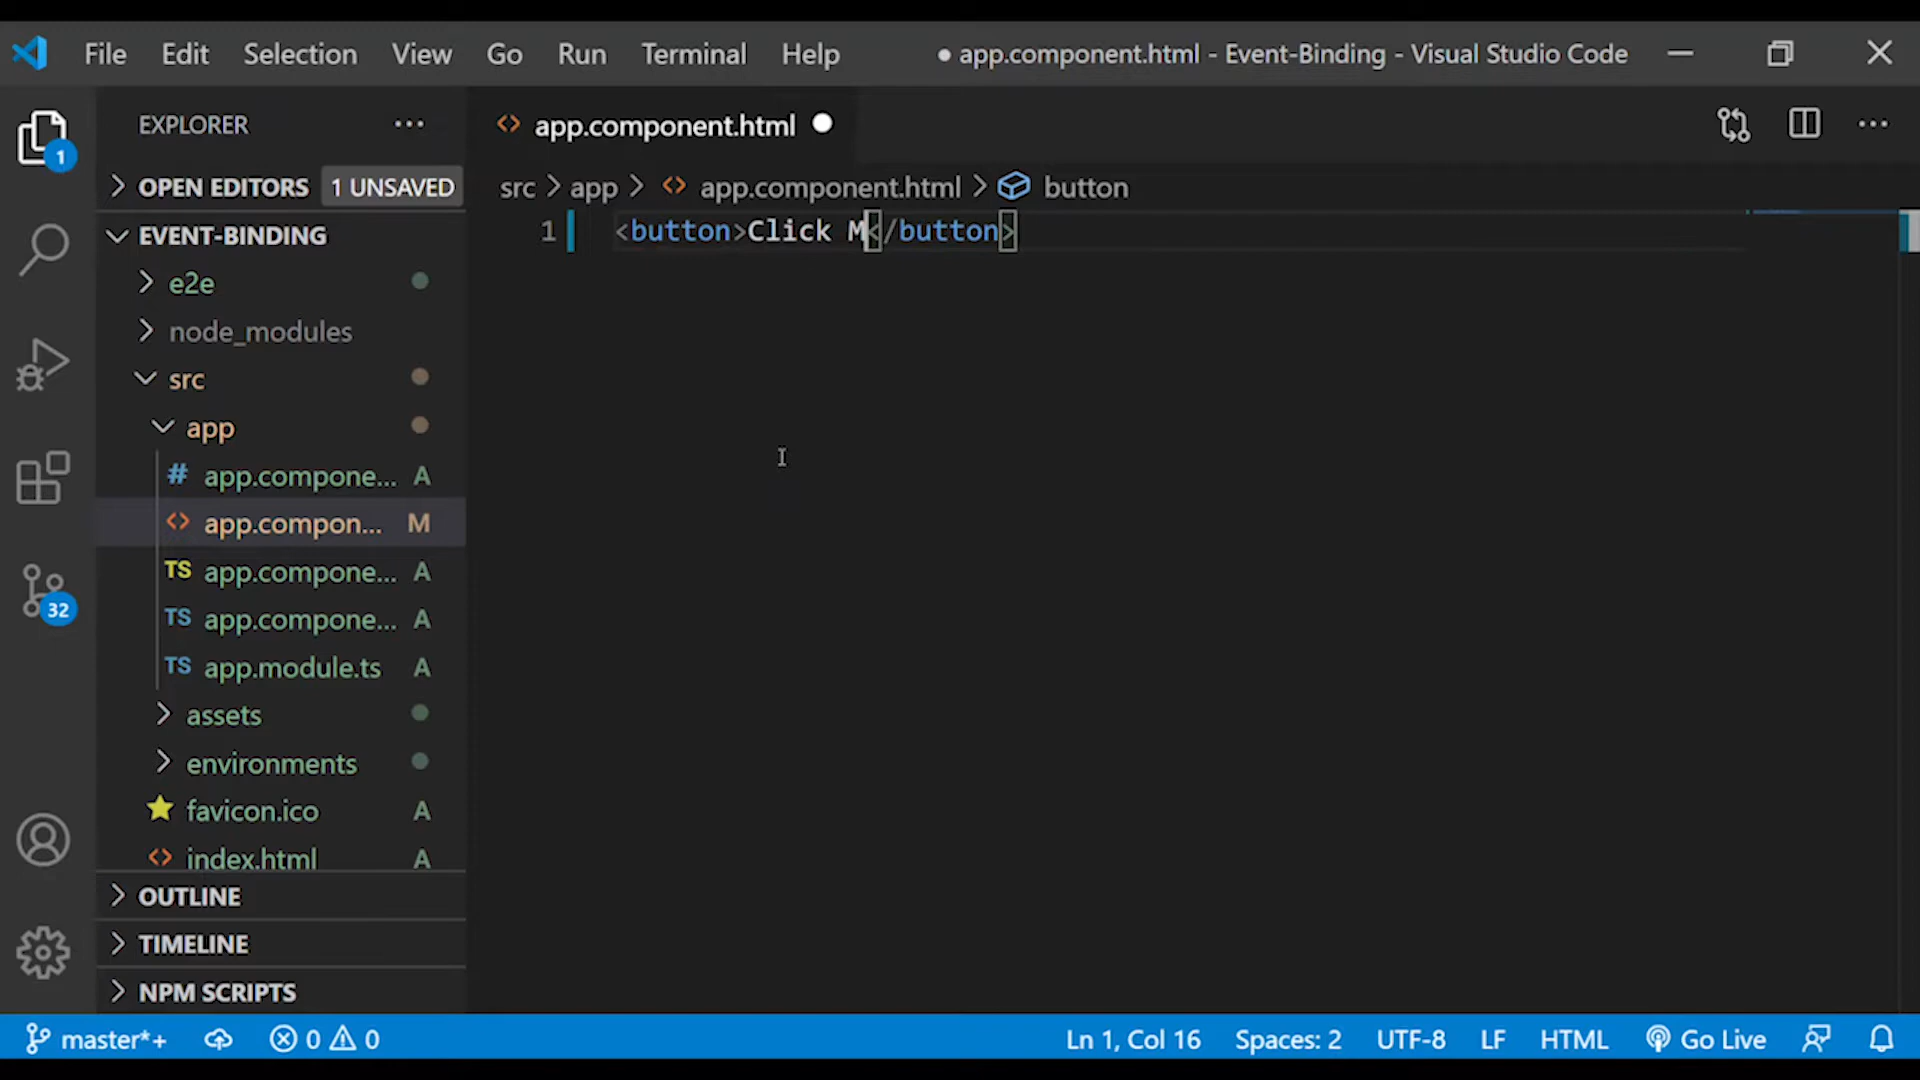 File Edit Selection View Go Run Terminal Help ● app.component.html - Event-Binding - Visual Studio Code
EXPLORER ···
app.component.html
1
OPEN EDITORS 1 UNSAVED
src > app > app.component.html > button
1 <button>Click M</button>
EVENT-BINDING
e2e
node_modules
src
app
# app.compone... A
<> app.compon... M
TS app.compone... A
TS app.compone... A
32
TS app.module.ts A
assets
environments
favicon.ico A
<> index.html A
OUTLINE
TIMELINE
NPM SCRIPTS
master*+ 0 0 Ln 1, Col 16 Spaces: 2 UTF-8 LF HTML Go Live